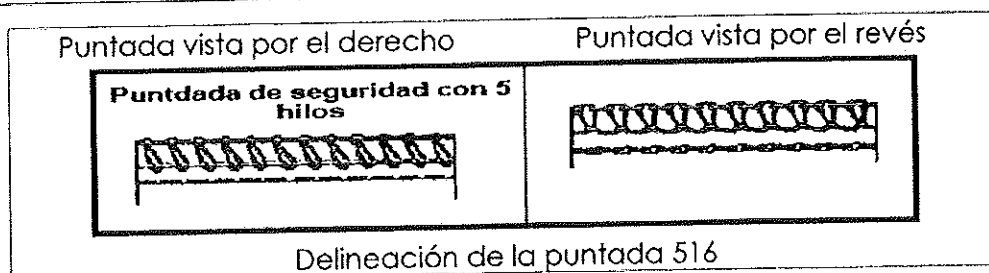 Puntada vista por el derecho
Puntada vista por el revés
Puntdada de seguridad con 5
hilos
Delineación de la puntada 516